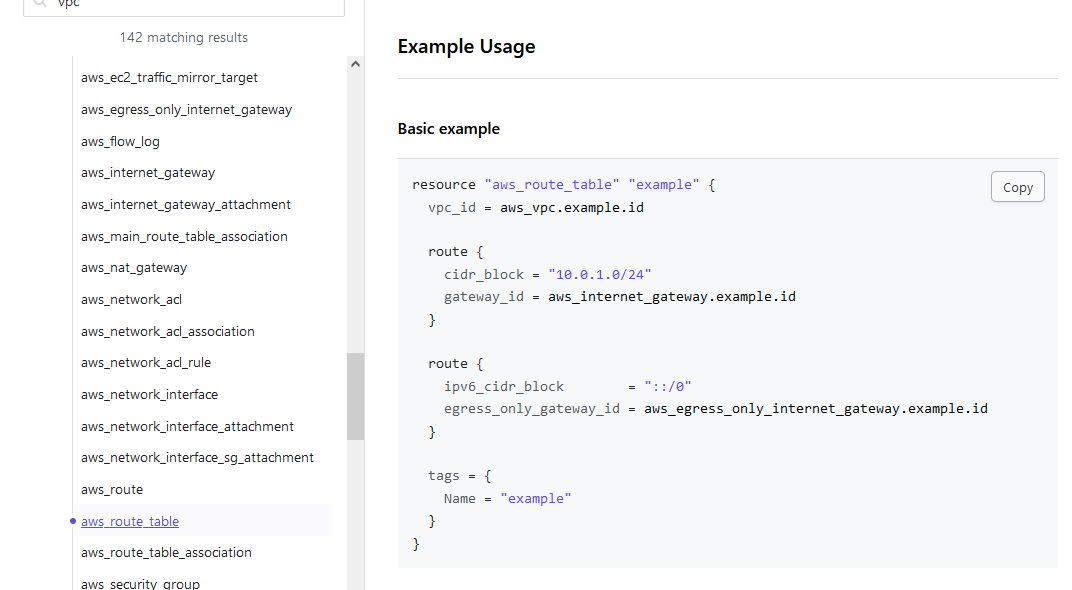 vpc
142 matching results
aws_ec2_traffic_mirror_target
aws_egress_only_internet_gateway
aws_flow_log
aws_internet_gateway
aws_internet_gateway_attachment
aws_main_route_table_association
aws_nat_gateway
aws_network_acl
aws_network_acl_association
aws_network_acl_rule
aws_network_interface
aws_network_interface_attachment
aws_network_interface_sg_attachment
aws_route
aws_route_table
aws_route_table_association
aws_security_group
Example Usage
Basic example
Copy
resource "aws_route_table" "example" {
  vpc_id = aws_vpc.example.id

  route {
    cidr_block = "10.0.1.0/24"
    gateway_id = aws_internet_gateway.example.id
  }

  route {
    ipv6_cidr_block        = "::/0"
    egress_only_gateway_id = aws_egress_only_internet_gateway.example.id
  }

  tags = {
    Name = "example"
  }
}